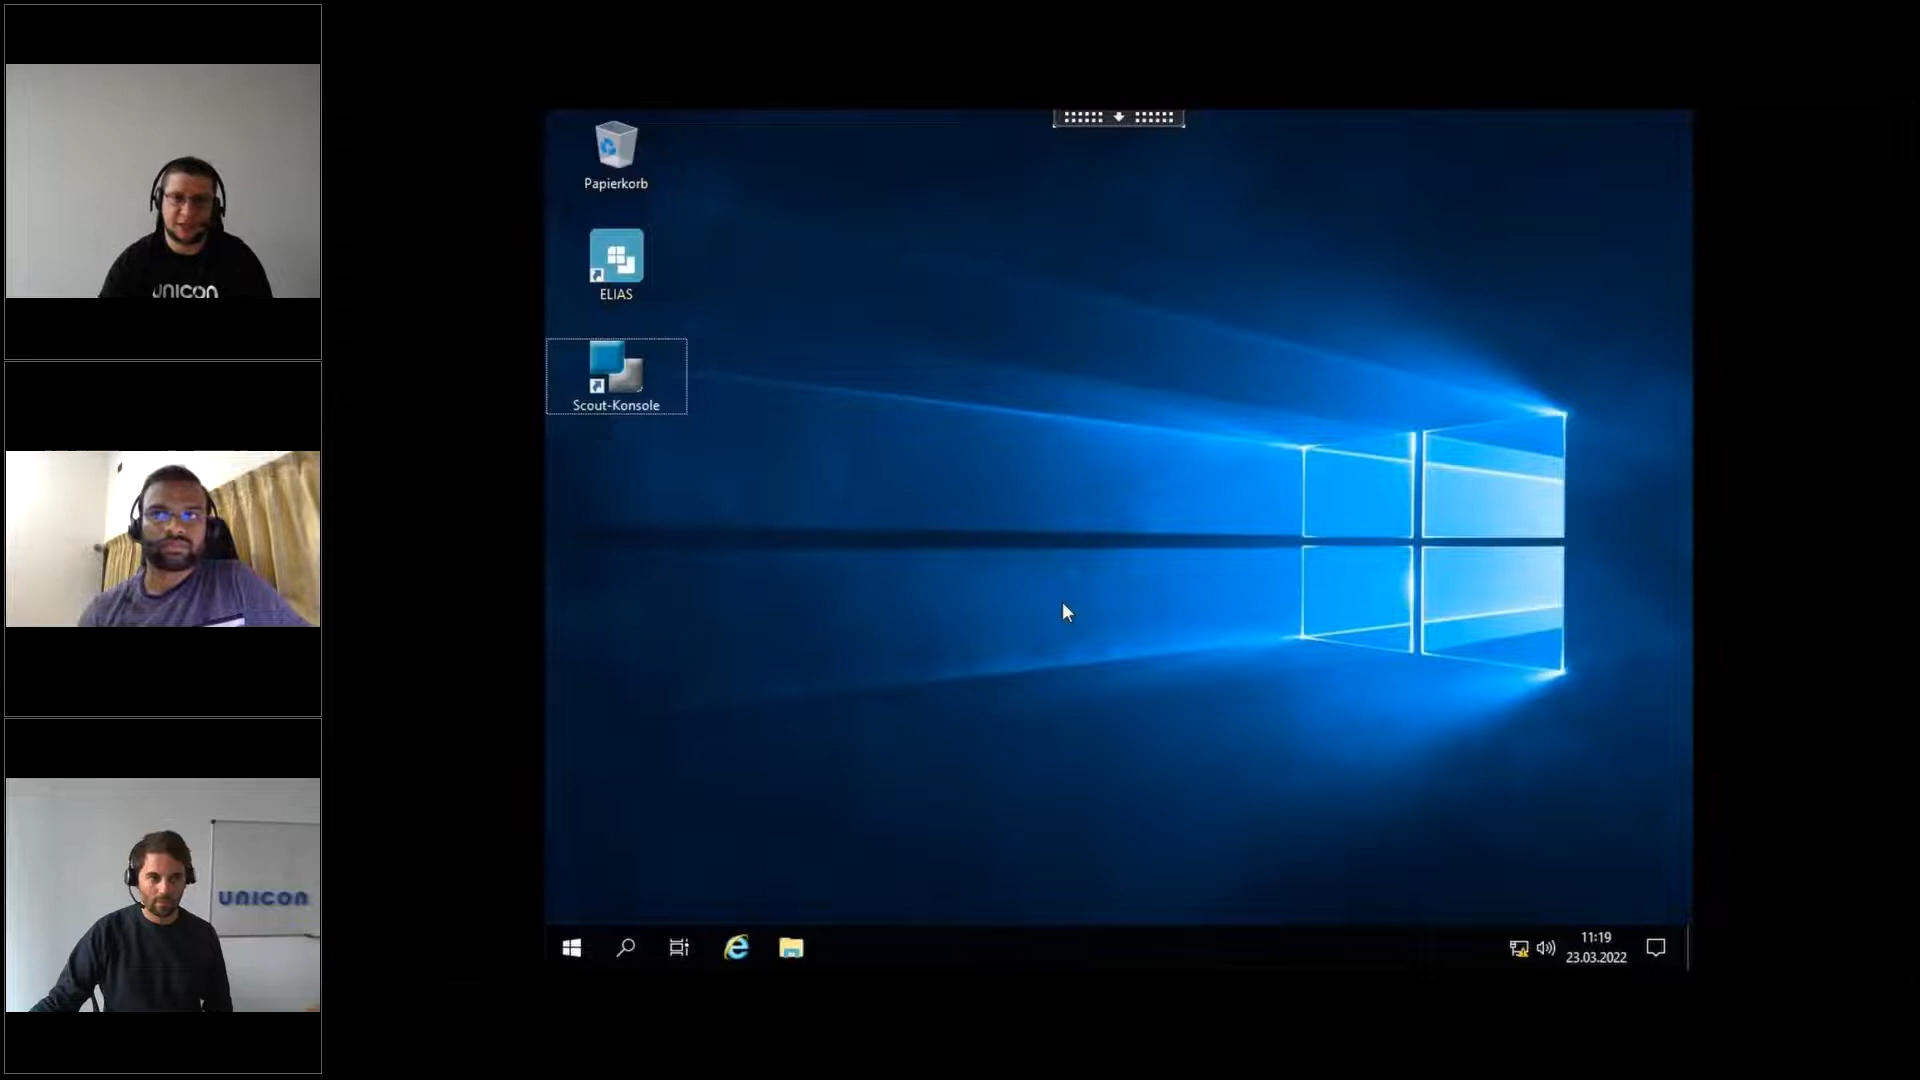 UNICON
UNICON
Papierkorb
ELIAS
Scout-Konsole
11:19
23.03.2022